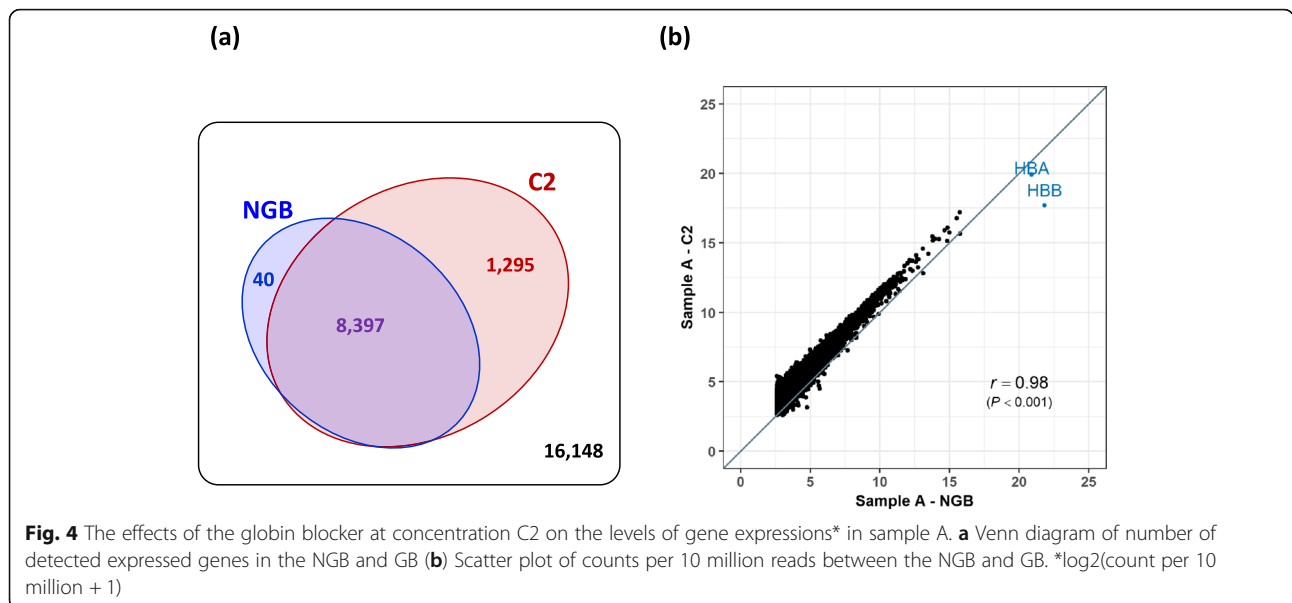 (a)
(b)
NGB
C2
40
1,295
8,397
16,148
Sample A - C2
25
20
15
10
5
0
HBA
HBB
r = 0.98
(P < 0.001)
0 5 10 15 20 25
Sample A - NGB
Fig. 4 The effects of the globin blocker at concentration C2 on the levels of gene expressions* in sample A. a Venn diagram of number of
detected expressed genes in the NGB and GB (b) Scatter plot of counts per 10 million reads between the NGB and GB. *log2(count per 10
million + 1)